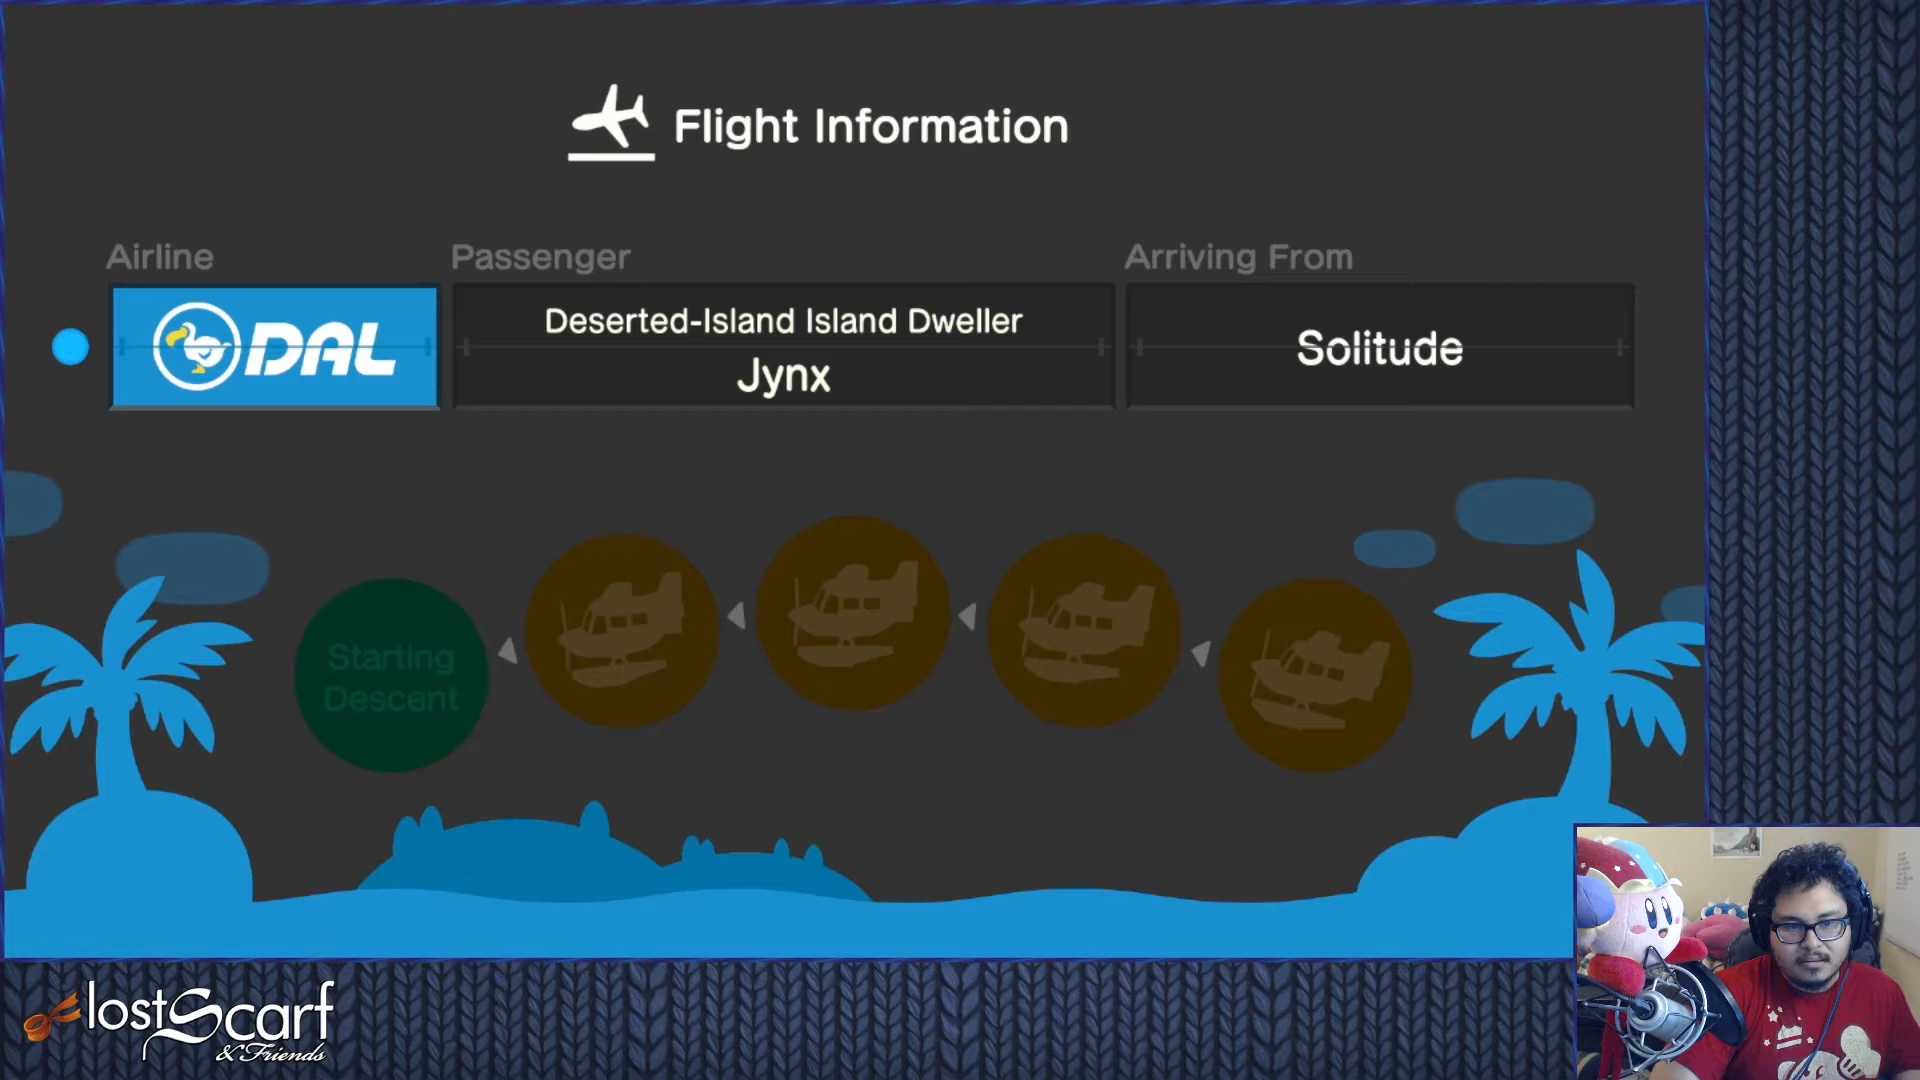 Flight Information
Airline
Passenger
Arriving From
DAL
Deserted-Island Island Dweller
Jynx
Solitude
Starting
Descent
lostScarf
& Friends